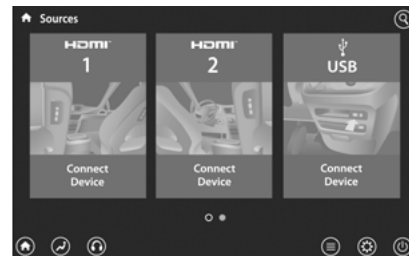 Sources
HDMI
1
Connect
Device
HDMI
2
Connect
Device
USB
Connect
Device